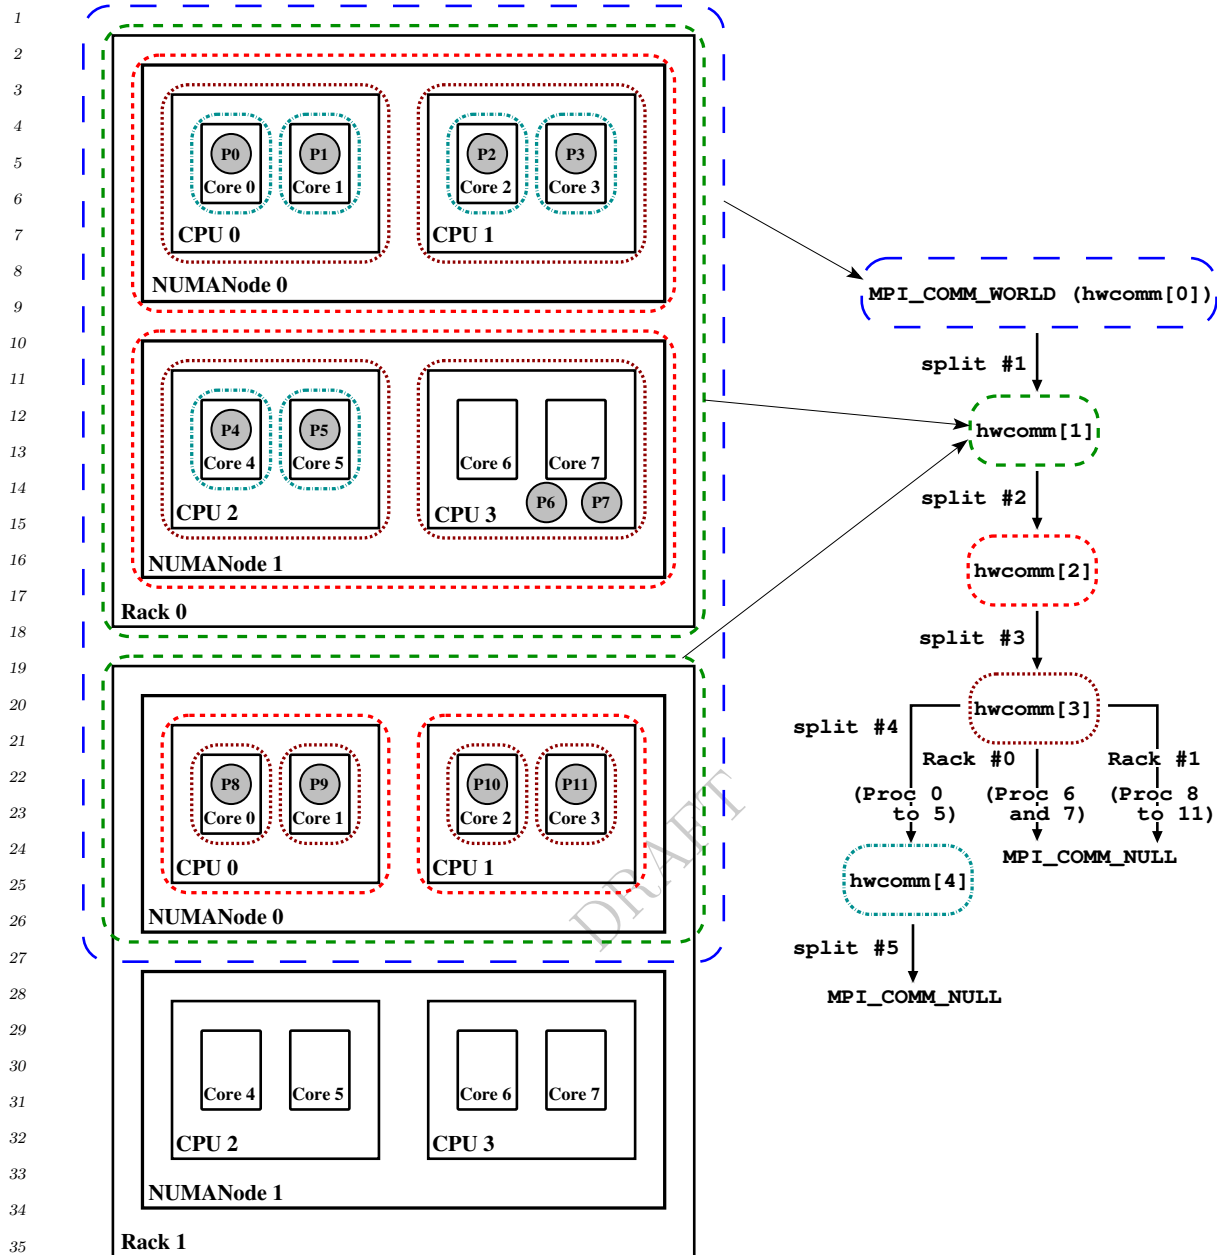 1
2
3
4
5
6
7
8
9
10
11
12
13
14
15
16
17
18
19
20
21
22
23
24
25
26
27
28
29
30
31
32
33
34
35
P0 P1 P2 P3
Core 0 Core 1 Core 2 Core 3
CPU 0 CPU 1
NUMANode 0
P4 P5
Core 4 Core 5 Core 6 Core 7
P6 P7
CPU 2 CPU 3
NUMANode 1
Rack 0
P8 P9 P10 P11
Core 0 Core 1 Core 2 Core 3
CPU 0 CPU 1
NUMANode 0
Core 4 Core 5 Core 6 Core 7
CPU 2 CPU 3
NUMANode 1
Rack 1
MPI_COMM_WORLD (hwcomm[0])
split #1
hwcomm[1]
split #2
hwcomm[2]
split #3
hwcomm[3]
split #4
Rack #0 Rack #1
(Proc 0 (Proc 6 (Proc 8
to 5) and 7) to 11)
MPI_COMM_NULL
hwcomm[4]
split #5
MPI_COMM_NULL
DRAFT